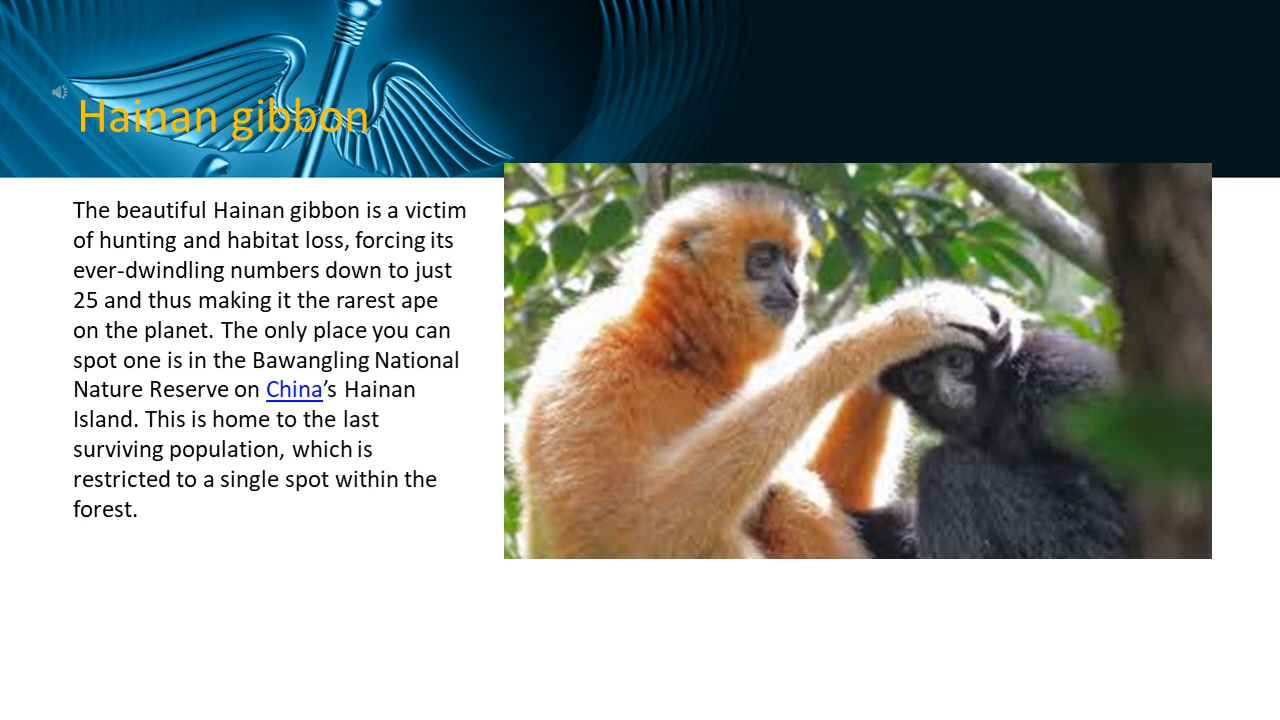 Hainan gibbon
The beautiful Hainan gibbon is a victim
of hunting and habitat loss, forcing its
ever-dwindling numbers down to just
25 and thus making it the rarest ape
on the planet. The only place you can
spot one is in the Bawangling National
Nature Reserve on China’s Hainan
Island. This is home to the last
surviving population, which is
restricted to a single spot within the
forest.